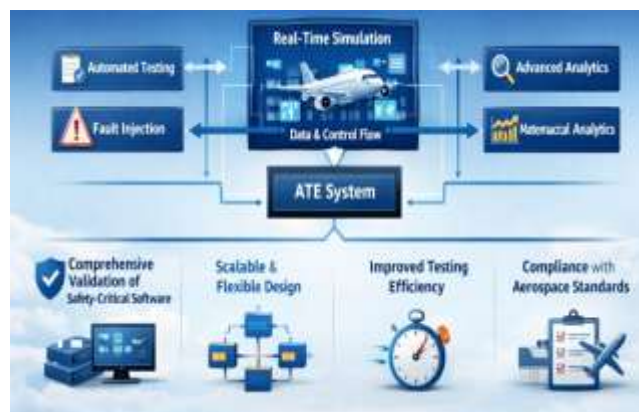 Real-Time Simulation
Automated Testing
Advanced Analytics
Fault Injection
Data & Control Flow
Matemaccal Analytics
ATE System
Comprehensive
Validation of
Safety-Critical Software
Scalable &
Flexible Design
Improved Testing
Efficiency
Compliance with
Aerospace Standards